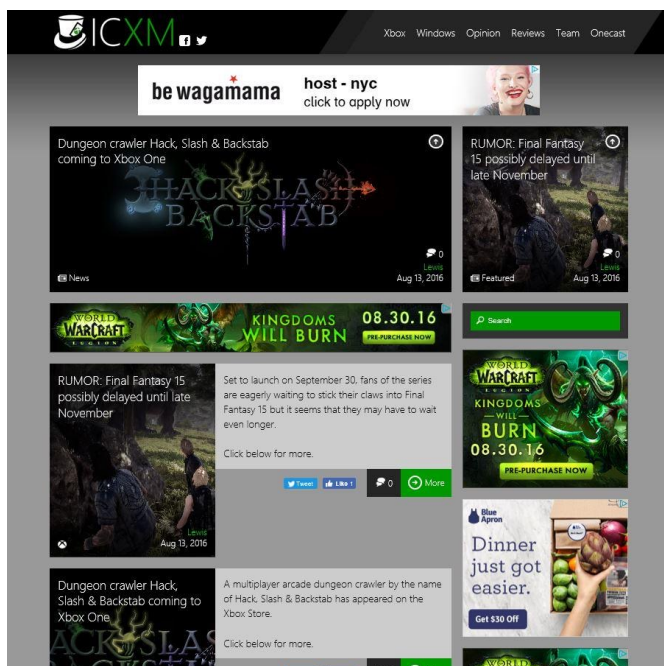 ICXM
Xbox Windows Opinion Reviews Team Onecast
be wagamama
host - nyc
click to apply now
Dungeon crawler Hack, Slash & Backstab
coming to Xbox One
HACK SLASH
BACKSTAB
0
Lewis
News
Aug 13, 2016
RUMOR: Final Fantasy
15 possibly delayed until
late November
0
Lewis
Featured
Aug 13, 2016
WORLD
WARCRAFT
LEGION
KINGDOMS
WILL BURN
08.30.16
PRE-PURCHASE NOW
Search
RUMOR: Final Fantasy 15
possibly delayed until late
November
Lewis
Aug 13, 2016
Set to launch on September 30, fans of the series
are eagerly waiting to stick their claws into Final
Fantasy 15 but it seems that they may have to wait
even longer.
Click below for more.
Tweet
Like 1
0
More
WORLD
WARCRAFT
LEGION
KINGDOMS
WILL
BURN
08.30.16
PRE-PURCHASE NOW
Blue
Apron
Dinner
just got
easier.
Get $30 Off
Dungeon crawler Hack,
Slash & Backstab coming to
Xbox One
HACK SLAS
A multiplayer arcade dungeon crawler by the name
of Hack, Slash & Backstab has appeared on the
Xbox Store.
Click below for more.
WORLD